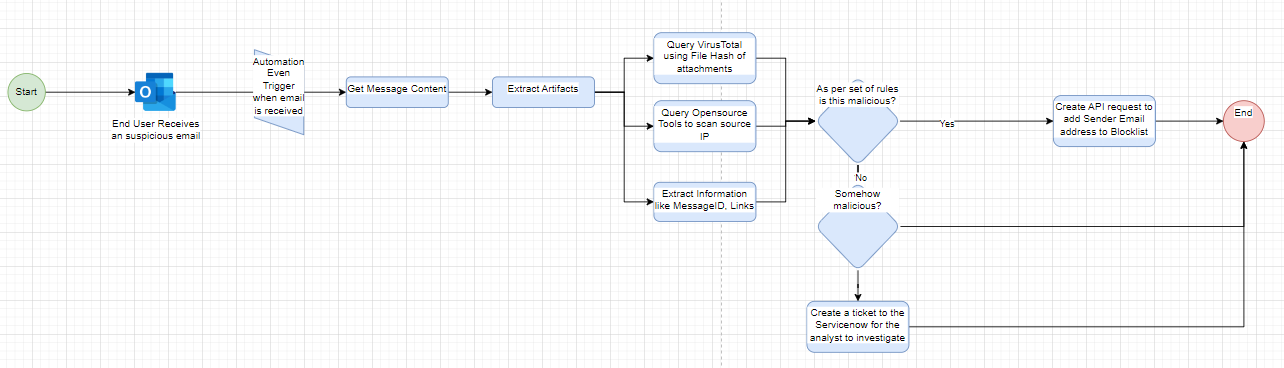 Start
O
End User Receives
an suspicious email
Automation
Even
Trigger
when email
is received
Get Message Content
Extract Artifacts
Query VirusTotal
using File Hash of
attachments
Query Opensource
Tools to scan source
IP
Extract Information
like MessageID, Links
As per set of rules
is this malicious?
Yes
No
Somehow
malicious?
Create a ticket to the
Servicenow for the
analyst to investigate
Create API request to
add Sender Email
address to Blocklist
End